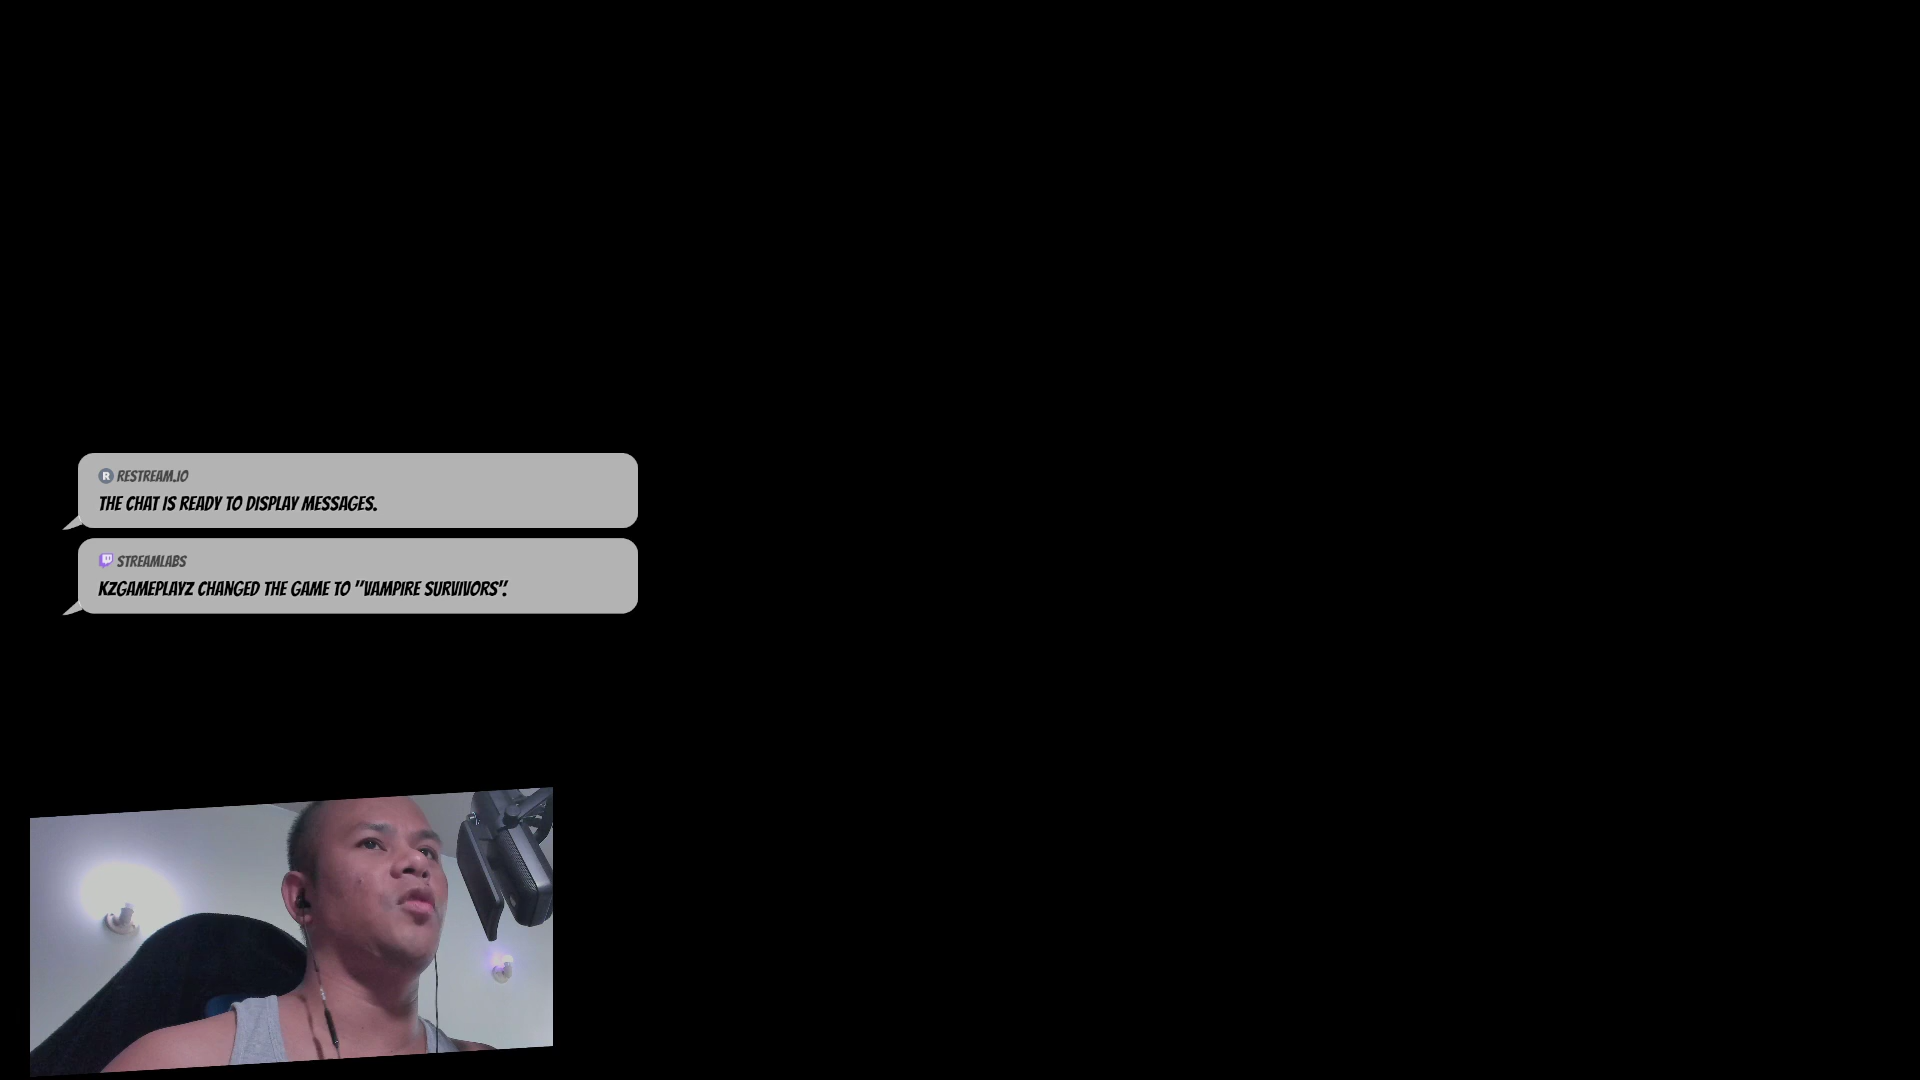 RESTREAM.IO
THE CHAT IS READY TO DISPLAY MESSAGES.
STREAMLABS
KZGAMEPLAYZ CHANGED THE GAME TO "VAMPIRE SURVIVORS".